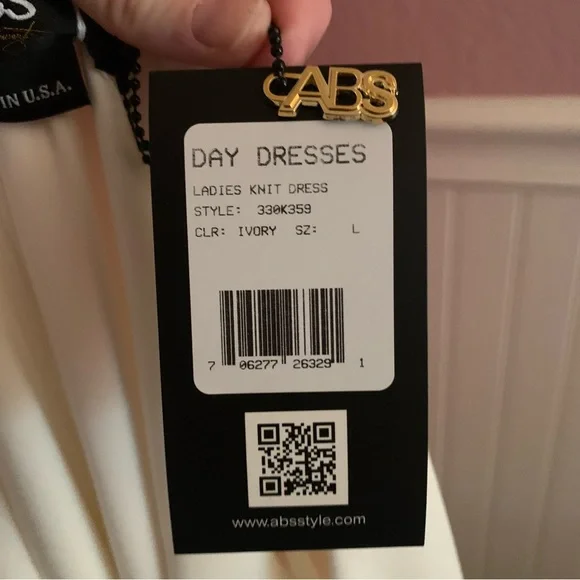 BS
IN U.S.A.
ABS
DAY DRESSES
LADIES KNIT DRESS
STYLE: 330K359
CLR: IVORY SZ: L
7 06277 26329 1
www.absstyle.com